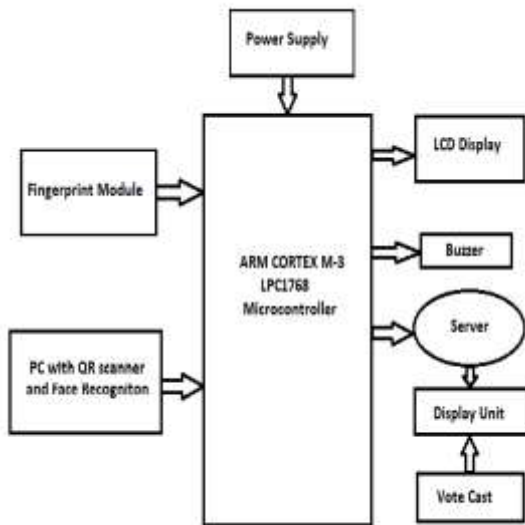 Power Supply
LCD Display
Fingerprint Module
Buzzer
ARM CORTEX M-3
LPC1768
Microcontroller
Server
PC with QR scanner
and Face Recogniton
Display Unit
Vote Cast